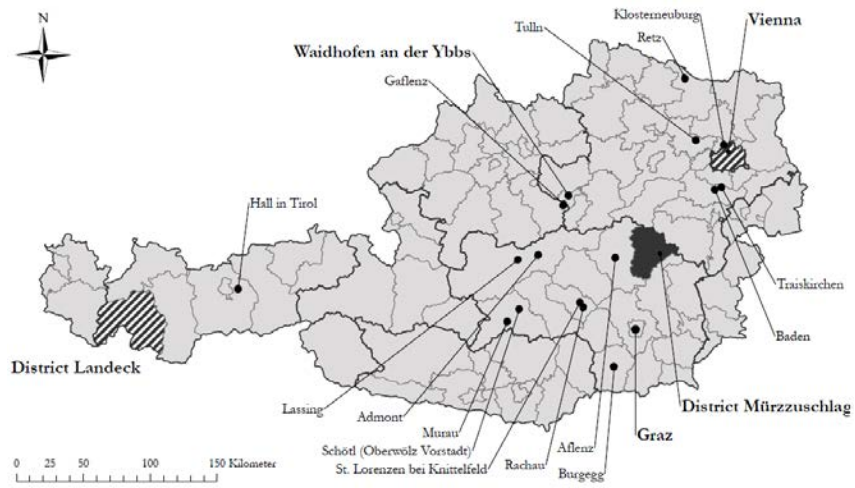 N
Klosterneuburg
Vienna
Tulln
Retz
Waidhofen an der Ybbs
Gaflenz
Hall in Tirol
Traiskirchen
Baden
District Landeck
Lassing
Admont
District Mürzzuschlag
Murau
Graz
Schötl (Oberwölz Vorstadt)
Aflenz
St. Lorenzen bei Knittelfeld
Rachau
Burgegg
0 25 50 100 150 Kilometer